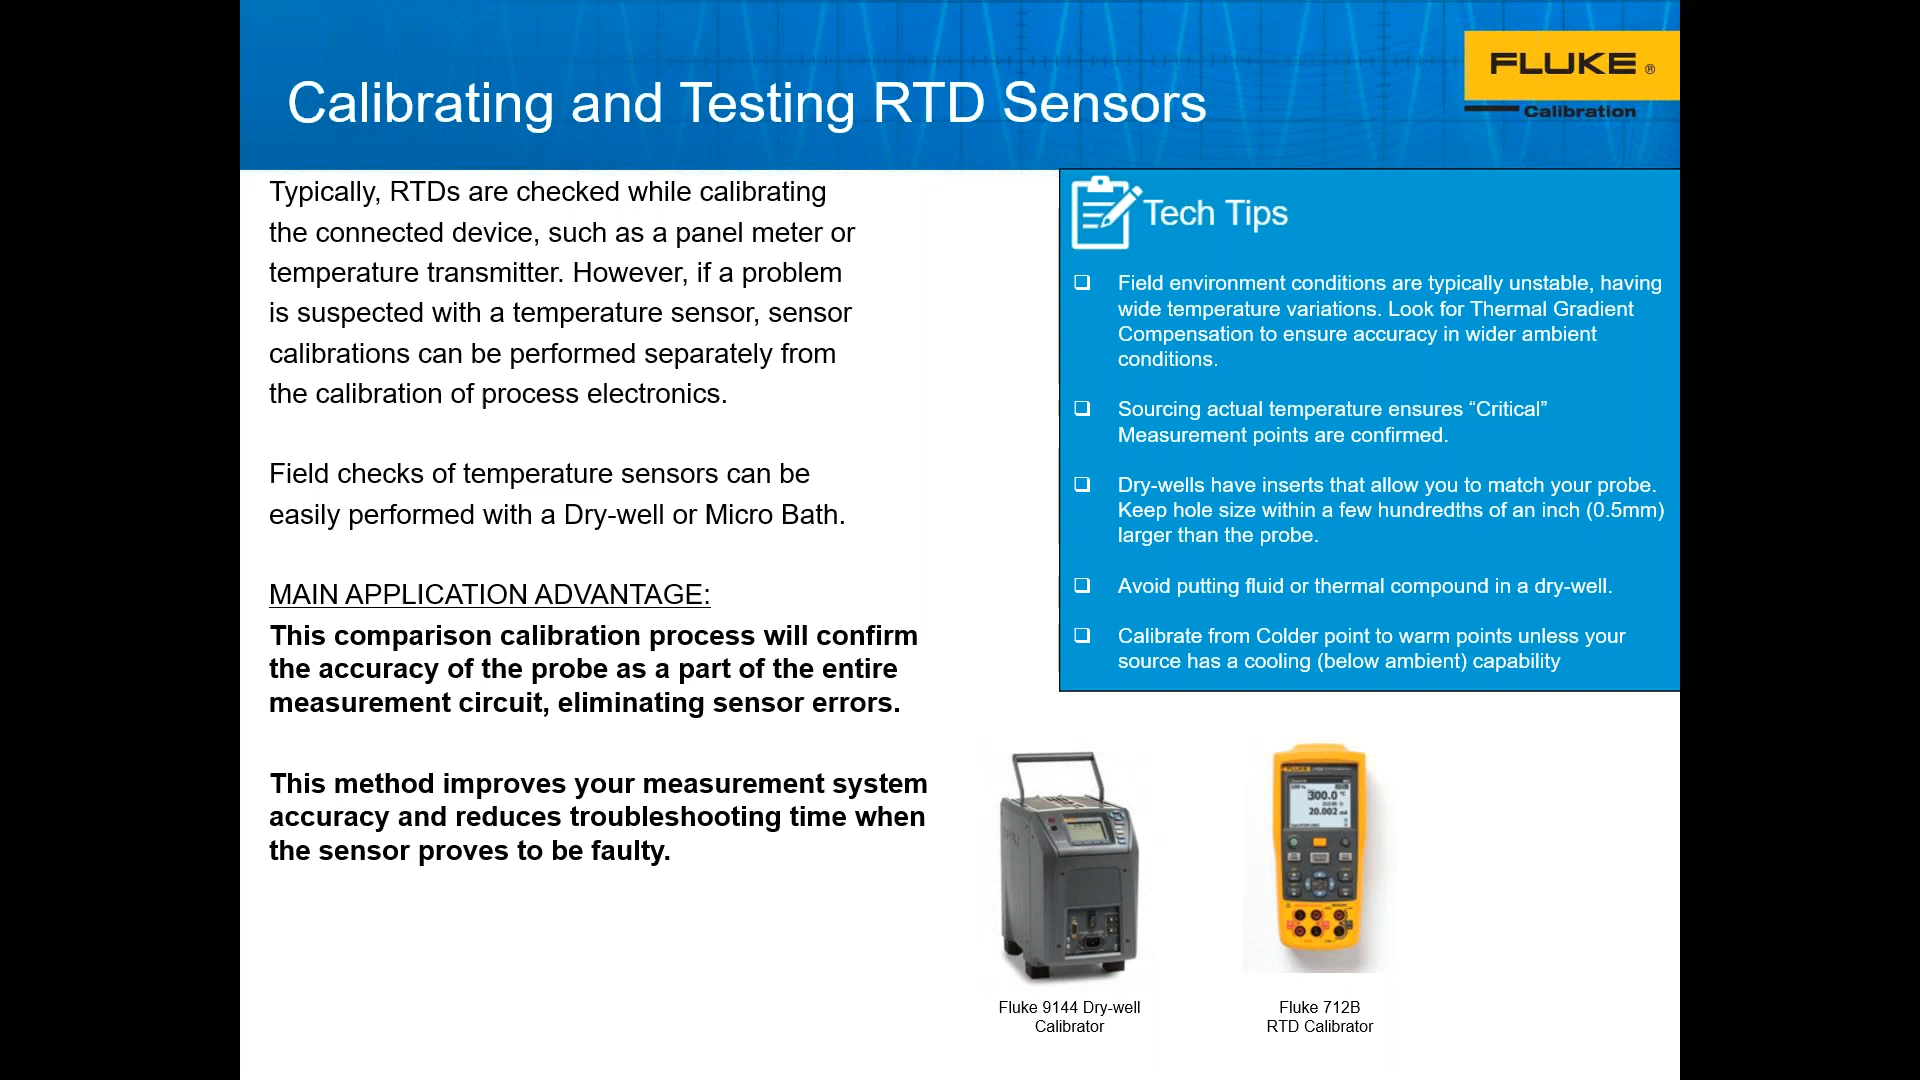 Calibrating and Testing RTD Sensors
FLUKE ®
Calibration
Typically, RTDs are checked while calibrating
the connected device, such as a panel meter or
temperature transmitter. However, if a problem
is suspected with a temperature sensor, sensor
calibrations can be performed separately from
the calibration of process electronics.
Field checks of temperature sensors can be
easily performed with a Dry-well or Micro Bath.
MAIN APPLICATION ADVANTAGE:
This comparison calibration process will confirm
the accuracy of the probe as a part of the entire
measurement circuit, eliminating sensor errors.
This method improves your measurement system
accuracy and reduces troubleshooting time when
the sensor proves to be faulty.
Tech Tips
Field environment conditions are typically unstable, having
wide temperature variations. Look for Thermal Gradient
Compensation to ensure accuracy in wider ambient
conditions.
Sourcing actual temperature ensures “Critical”
Measurement points are confirmed.
Dry-wells have inserts that allow you to match your probe.
Keep hole size within a few hundredths of an inch (0.5mm)
larger than the probe.
Avoid putting fluid or thermal compound in a dry-well.
Calibrate from Colder point to warm points unless your
source has a cooling (below ambient) capability
FLUKE
300.0 °C
20.002 mA
Fluke 9144 Dry-well
Calibrator
Fluke 712B
RTD Calibrator